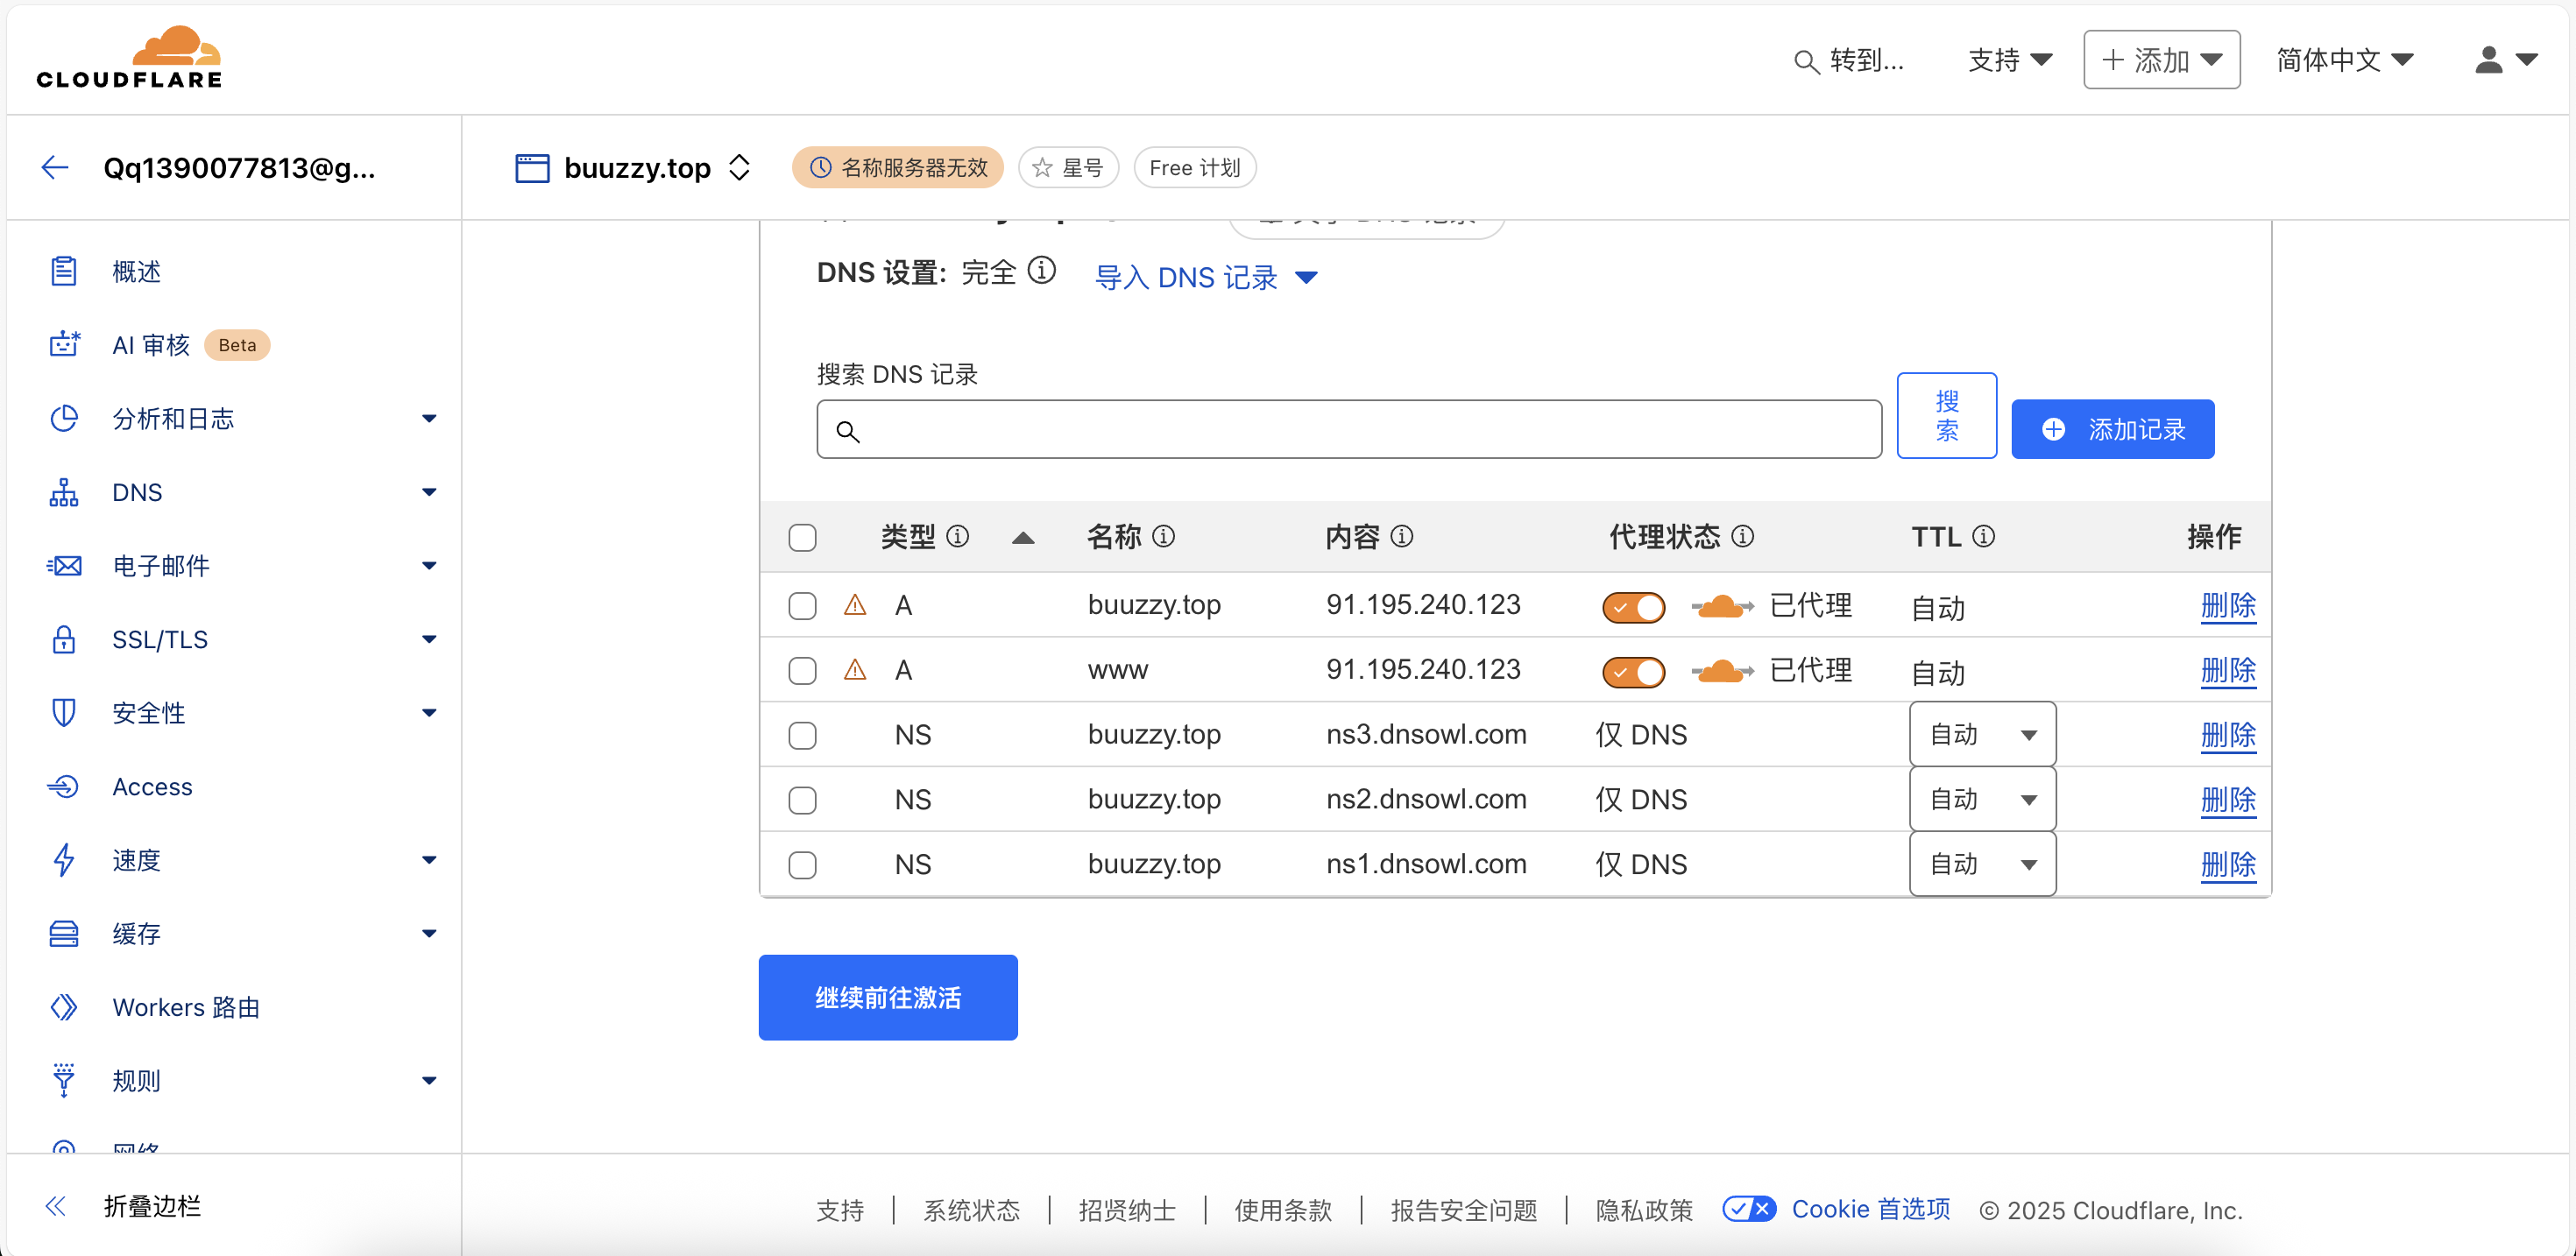 CLOUDFLARE
转到...
支持
添加
简体中文
Qq1390077813@g...
buuzzy.top
名称服务器无效
星号
Free 计划
概述
AI 审核 Beta
分析和日志
DNS
电子邮件
SSL/TLS
安全性
Access
速度
缓存
Workers 路由
规则
网络
折叠边栏
DNS 设置: 完全
导入 DNS 记录
搜索 DNS 记录
搜索
添加记录
类型 名称 内容 代理状态 TTL 操作
A buuzzy.top 91.195.240.123 已代理 自动 删除
A www 91.195.240.123 已代理 自动 删除
NS buuzzy.top ns3.dnsowl.com 仅 DNS 自动 删除
NS buuzzy.top ns2.dnsowl.com 仅 DNS 自动 删除
NS buuzzy.top ns1.dnsowl.com 仅 DNS 自动 删除
继续前往激活
支持 | 系统状态 | 招贤纳士 | 使用条款 | 报告安全问题 | 隐私政策 Cookie 首选项 © 2025 Cloudflare, Inc.